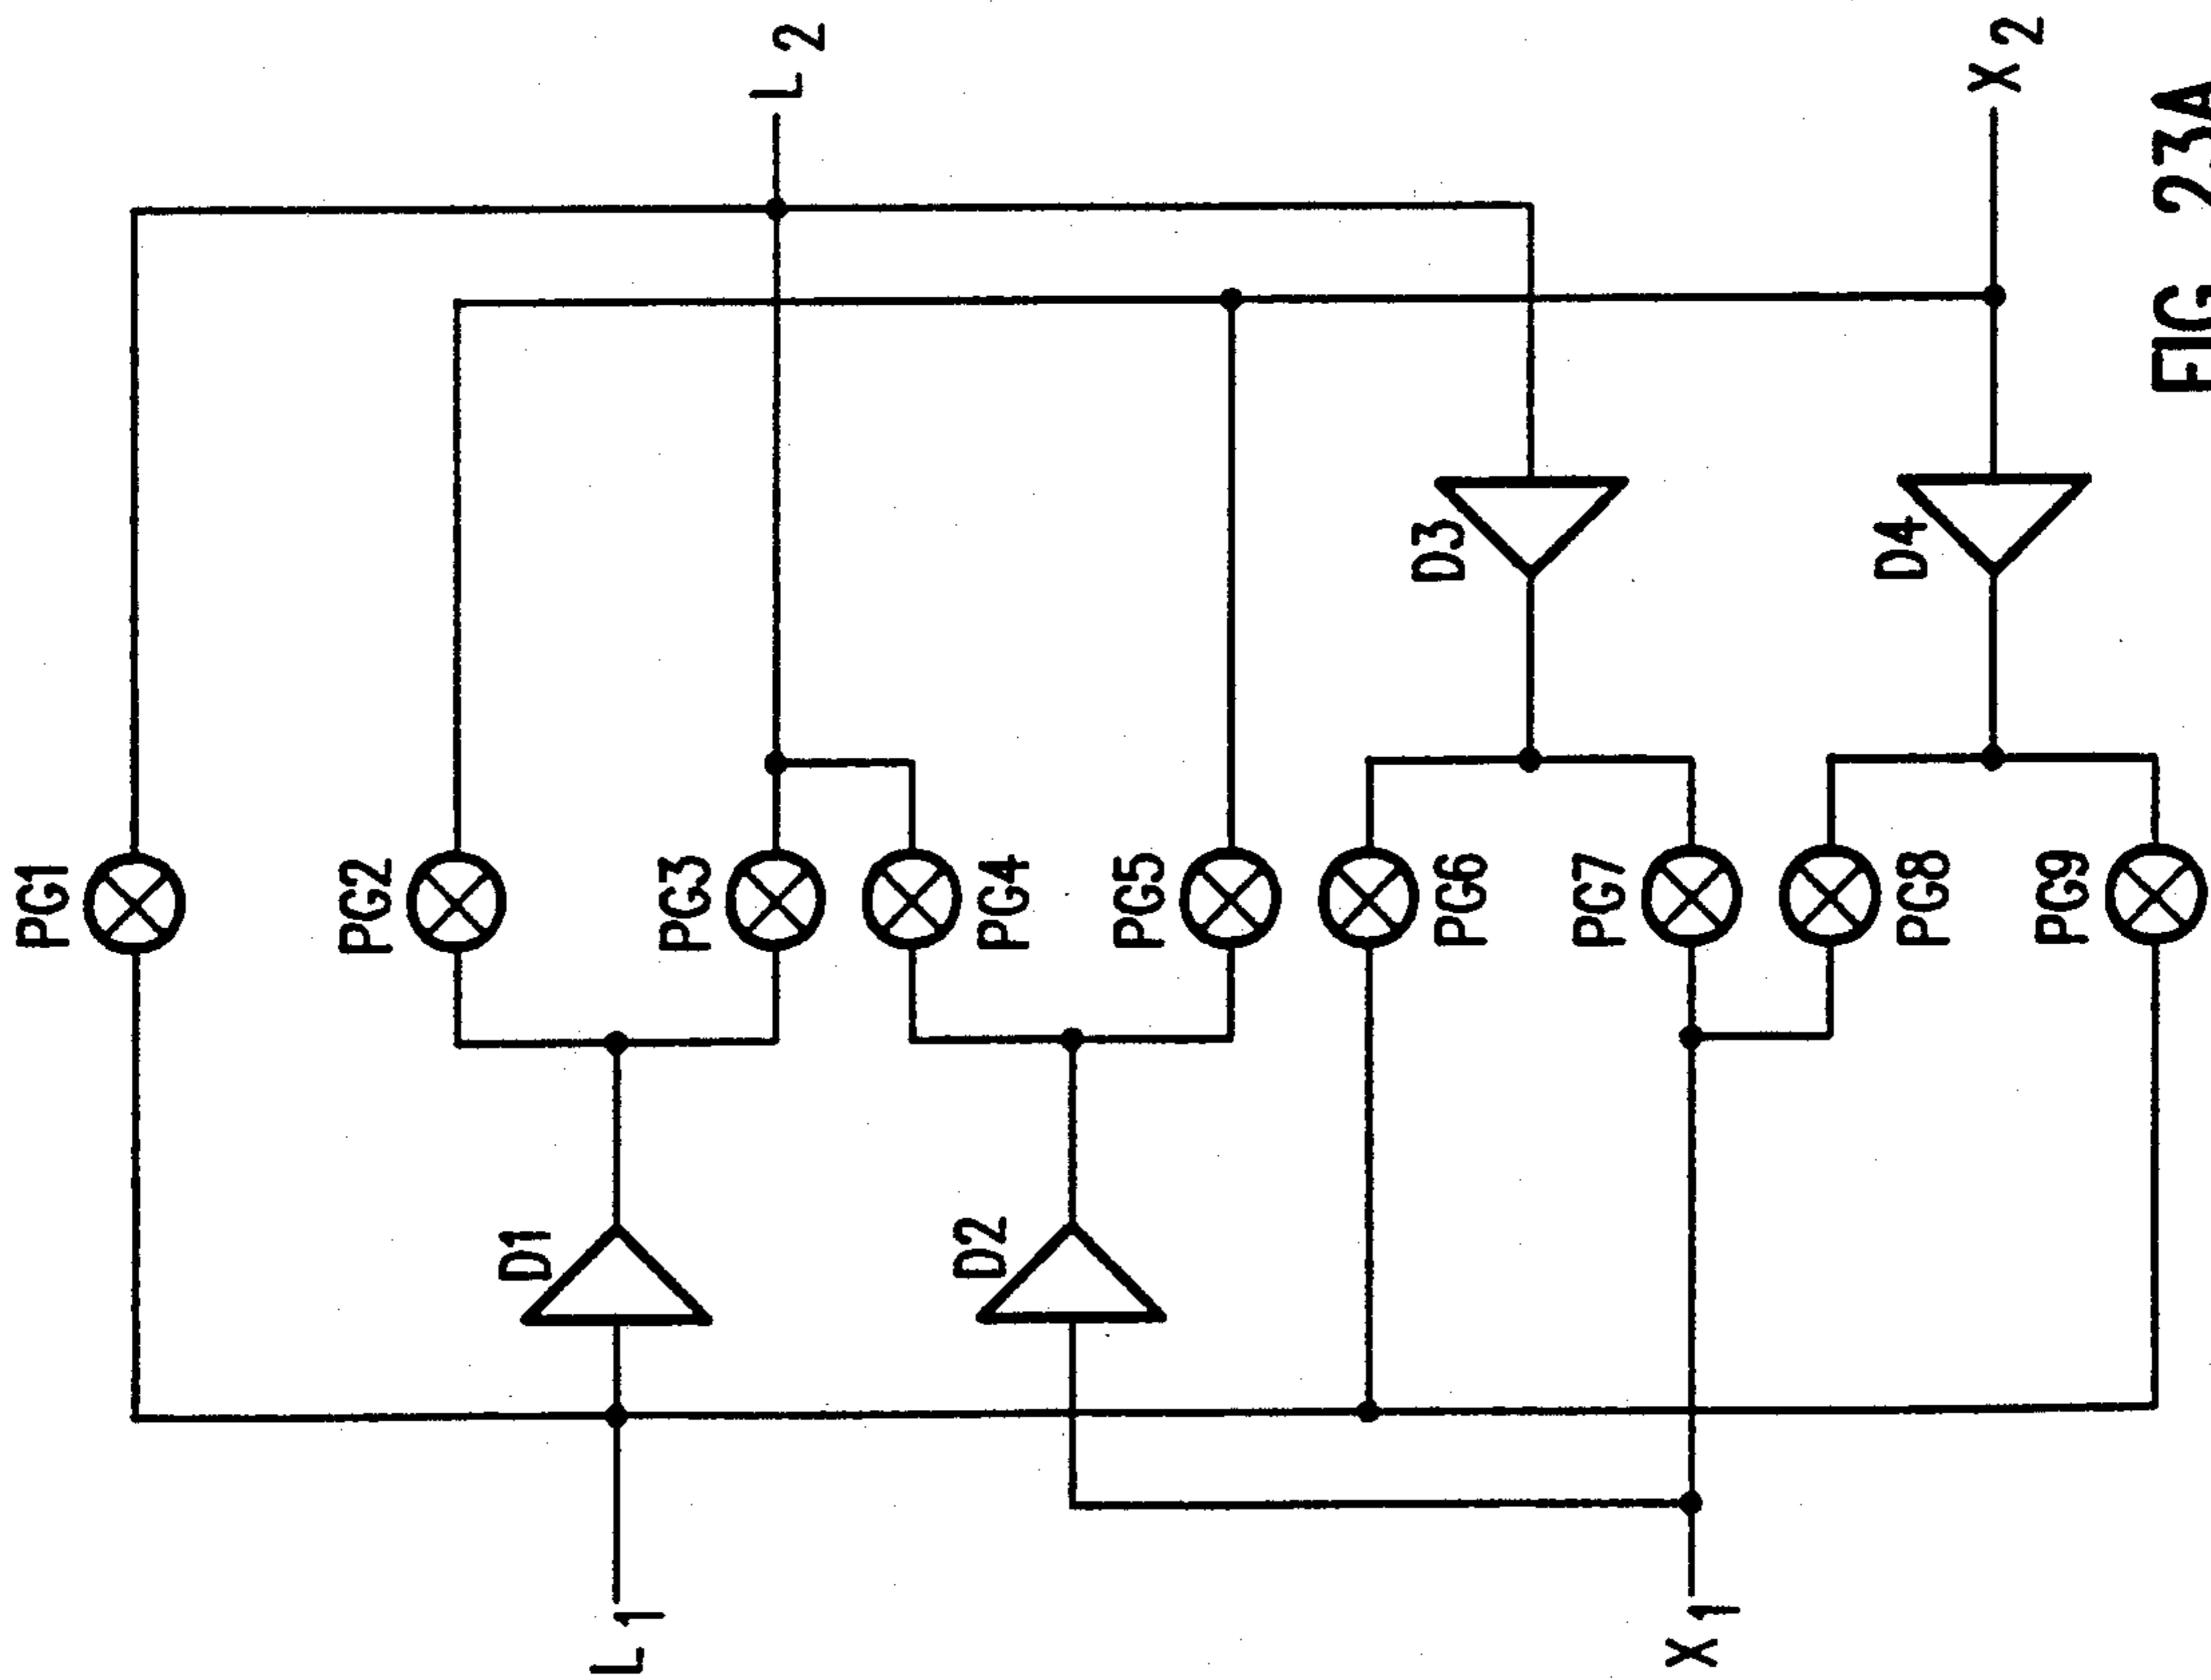 PG1
PG2
PG3
PG4
PG5
PG6
PG7
PG8
PG9
D1
D2
D3
D4
L1
L2
X1
X2
FIG 23A